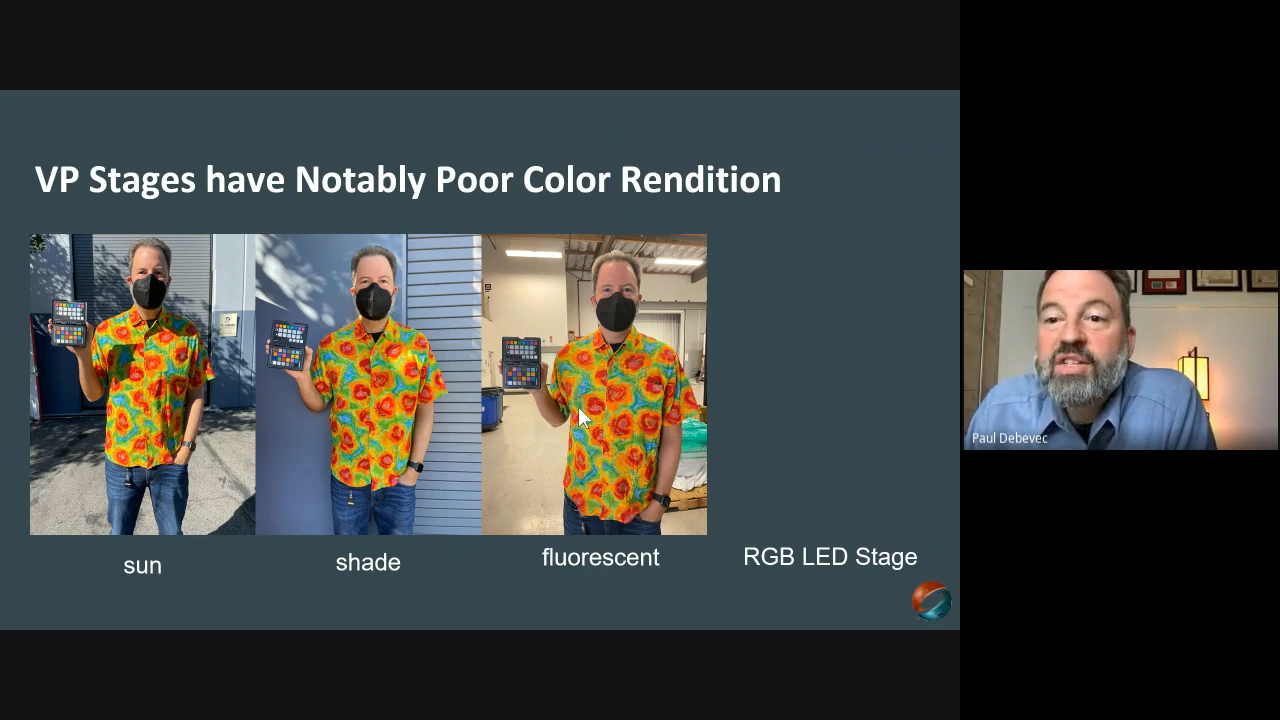 VP Stages have Notably Poor Color Rendition
sun
shade
fluorescent
RGB LED Stage
Paul Debevec